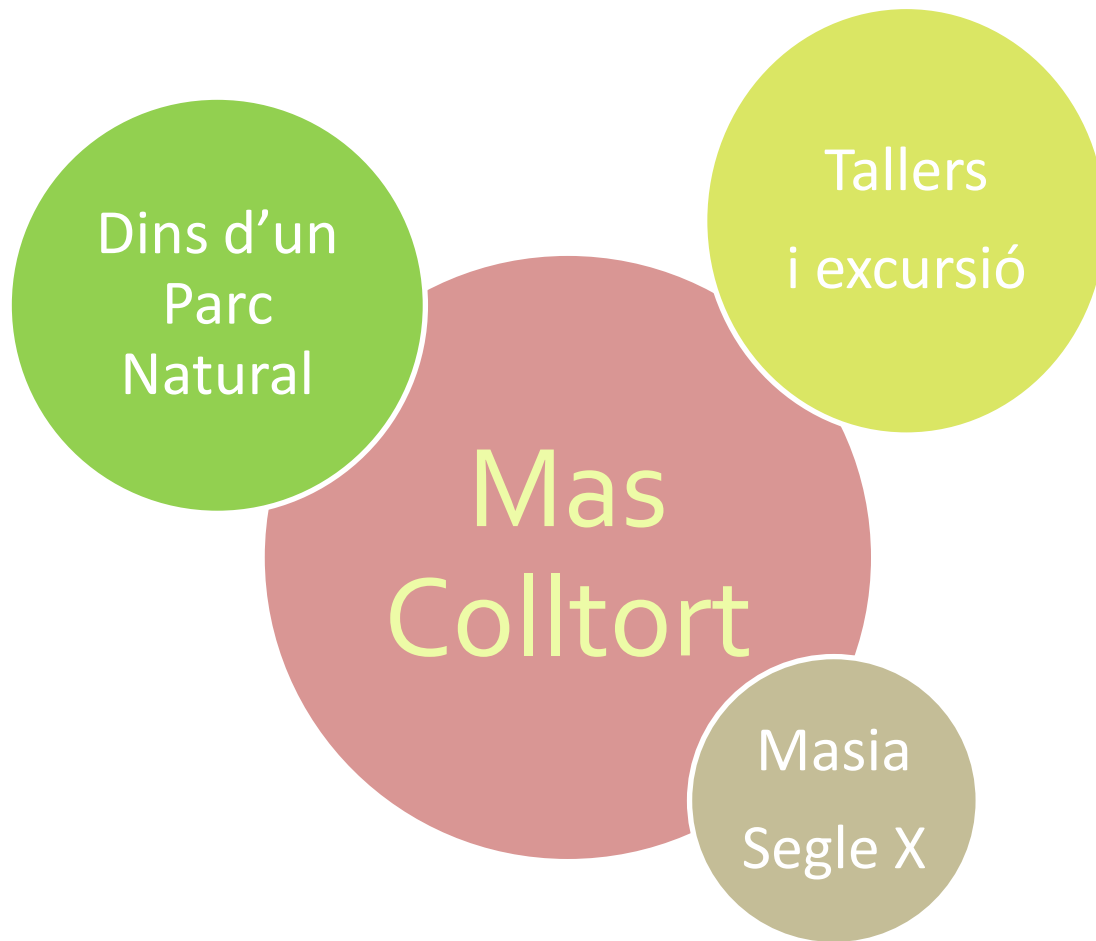 Dins d’un
Parc
Natural
Tallers
i excursió
Mas
Colltort
Masia
Segle X